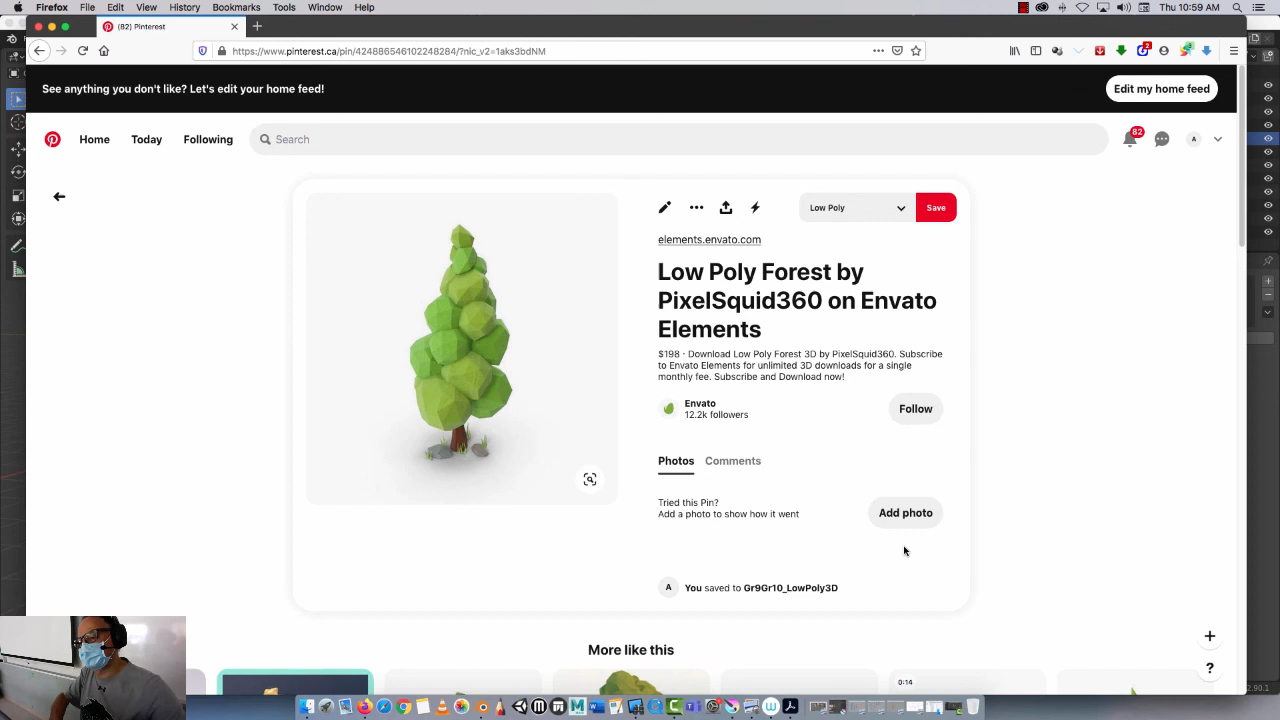 Firefox File Edit View History Bookmarks Tools Window Help
10:59 AM
(82) Pinterest
https://www.pinterest.ca/pin/424886546102248284/?nic_v2=1aks3bdNM
See anything you don't like? Let's edit your home feed!
Edit my home feed
Home Today Following Search 82 A
Low Poly Save
elements.envato.com
Low Poly Forest by
PixelSquid360 on Envato
Elements
$198 · Download Low Poly Forest 3D by PixelSquid360. Subscribe
to Envato Elements for unlimited 3D downloads for a single
monthly fee. Subscribe and Download now!
Envato
12.2k followers
Follow
Photos Comments
Tried this Pin?
Add a photo to show how it went
Add photo
A You saved to Gr9Gr10_LowPoly3D
More like this
0:14
2.90.1